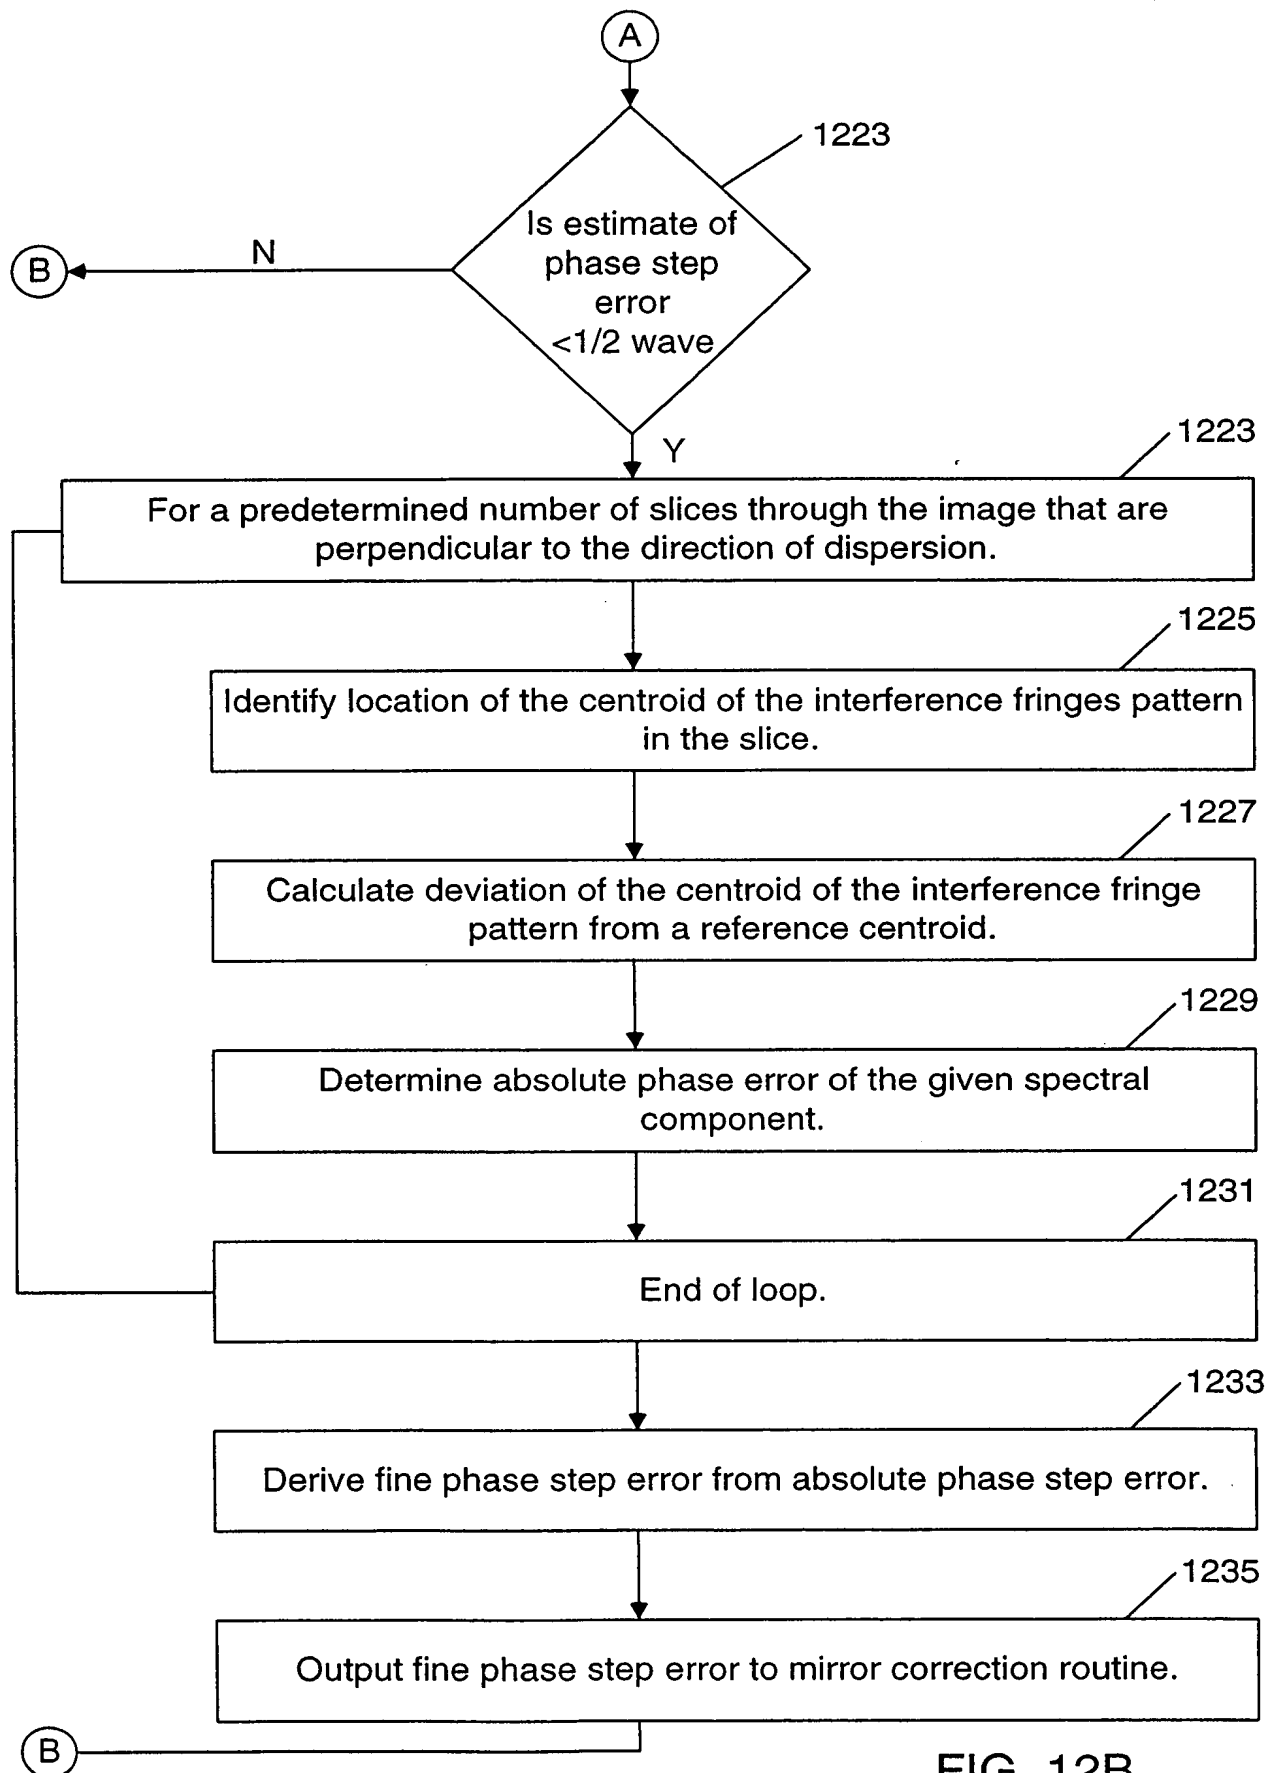 A
1223
Is estimate of
phase step
error
<1/2 wave
N
B
Y
1223
For a predetermined number of slices through the image that are
perpendicular to the direction of dispersion.
1225
Identify location of the centroid of the interference fringes pattern
in the slice.
1227
Calculate deviation of the centroid of the interference fringe
pattern from a reference centroid.
1229
Determine absolute phase error of the given spectral
component.
1231
End of loop.
1233
Derive fine phase step error from absolute phase step error.
1235
Output fine phase step error to mirror correction routine.
B
FIG. 12B